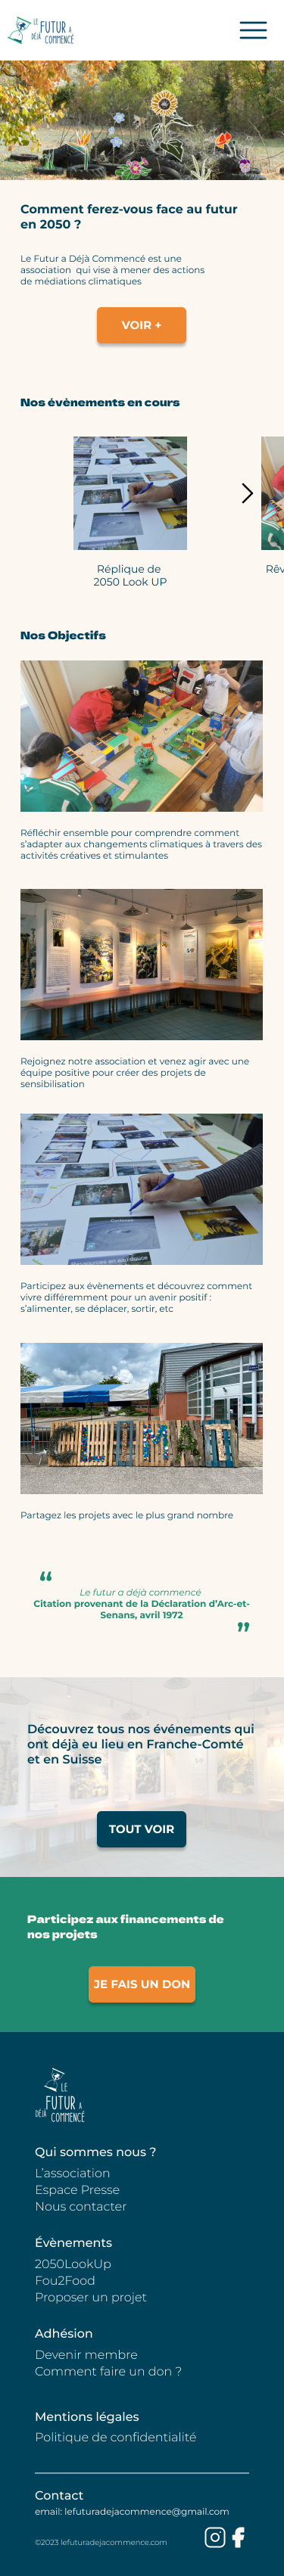 LE
FUTUR A
DÉJÀ COMMENCÉ
Comment ferez-vous face au futur
en 2050 ?
Le Futur a Déjà Commencé est une
association qui vise à mener des actions
de médiations climatiques
VOIR +
Nos évènements en cours
Réplique de
2050 Look UP
Rêv
Nos Objectifs
Réfléchir ensemble pour comprendre comment
s'adapter aux changements climatiques à travers des
activités créatives et stimulantes
Rejoignez notre association et venez agir avec une
équipe positive pour créer des projets de
sensibilisation
Participez aux évènements et découvrez comment
vivre différemment pour un avenir positif :
s'alimenter, se déplacer, sortir, etc
Partagez les projets avec le plus grand nombre
“
Le futur a déjà commencé
Citation provenant de la Déclaration d'Arc-et-
Senans, avril 1972
”
Découvrez tous nos événements qui
ont déjà eu lieu en Franche-Comté
et en Suisse
TOUT VOIR
Participez aux financements de
nos projets
JE FAIS UN DON
LE
FUTUR A
DÉJÀ COMMENCÉ
Qui sommes nous ?
L'association
Espace Presse
Nous contacter
Évènements
2050LookUp
Fou2Food
Proposer un projet
Adhésion
Devenir membre
Comment faire un don ?
Mentions légales
Politique de confidentialité
Contact
email: lefuturadejacommence@gmail.com
©2023 lefuturadejacommence.com